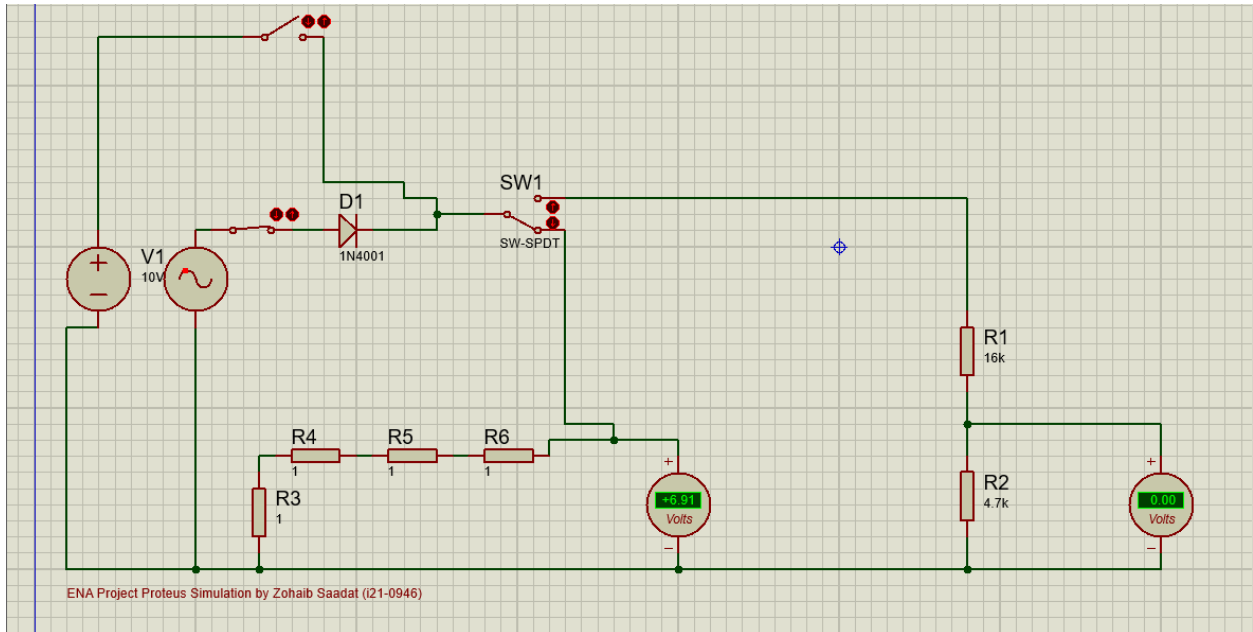 SW1
D1
SW-SPDT
1N4001
V1
10V
R1
16k
R4
R5
R6
1
1
1
+6.91
Volts
R3
1
R2
4.7k
0.00
Volts
ENA Project Proteus Simulation by Zohaib Saadat (i21-0946)